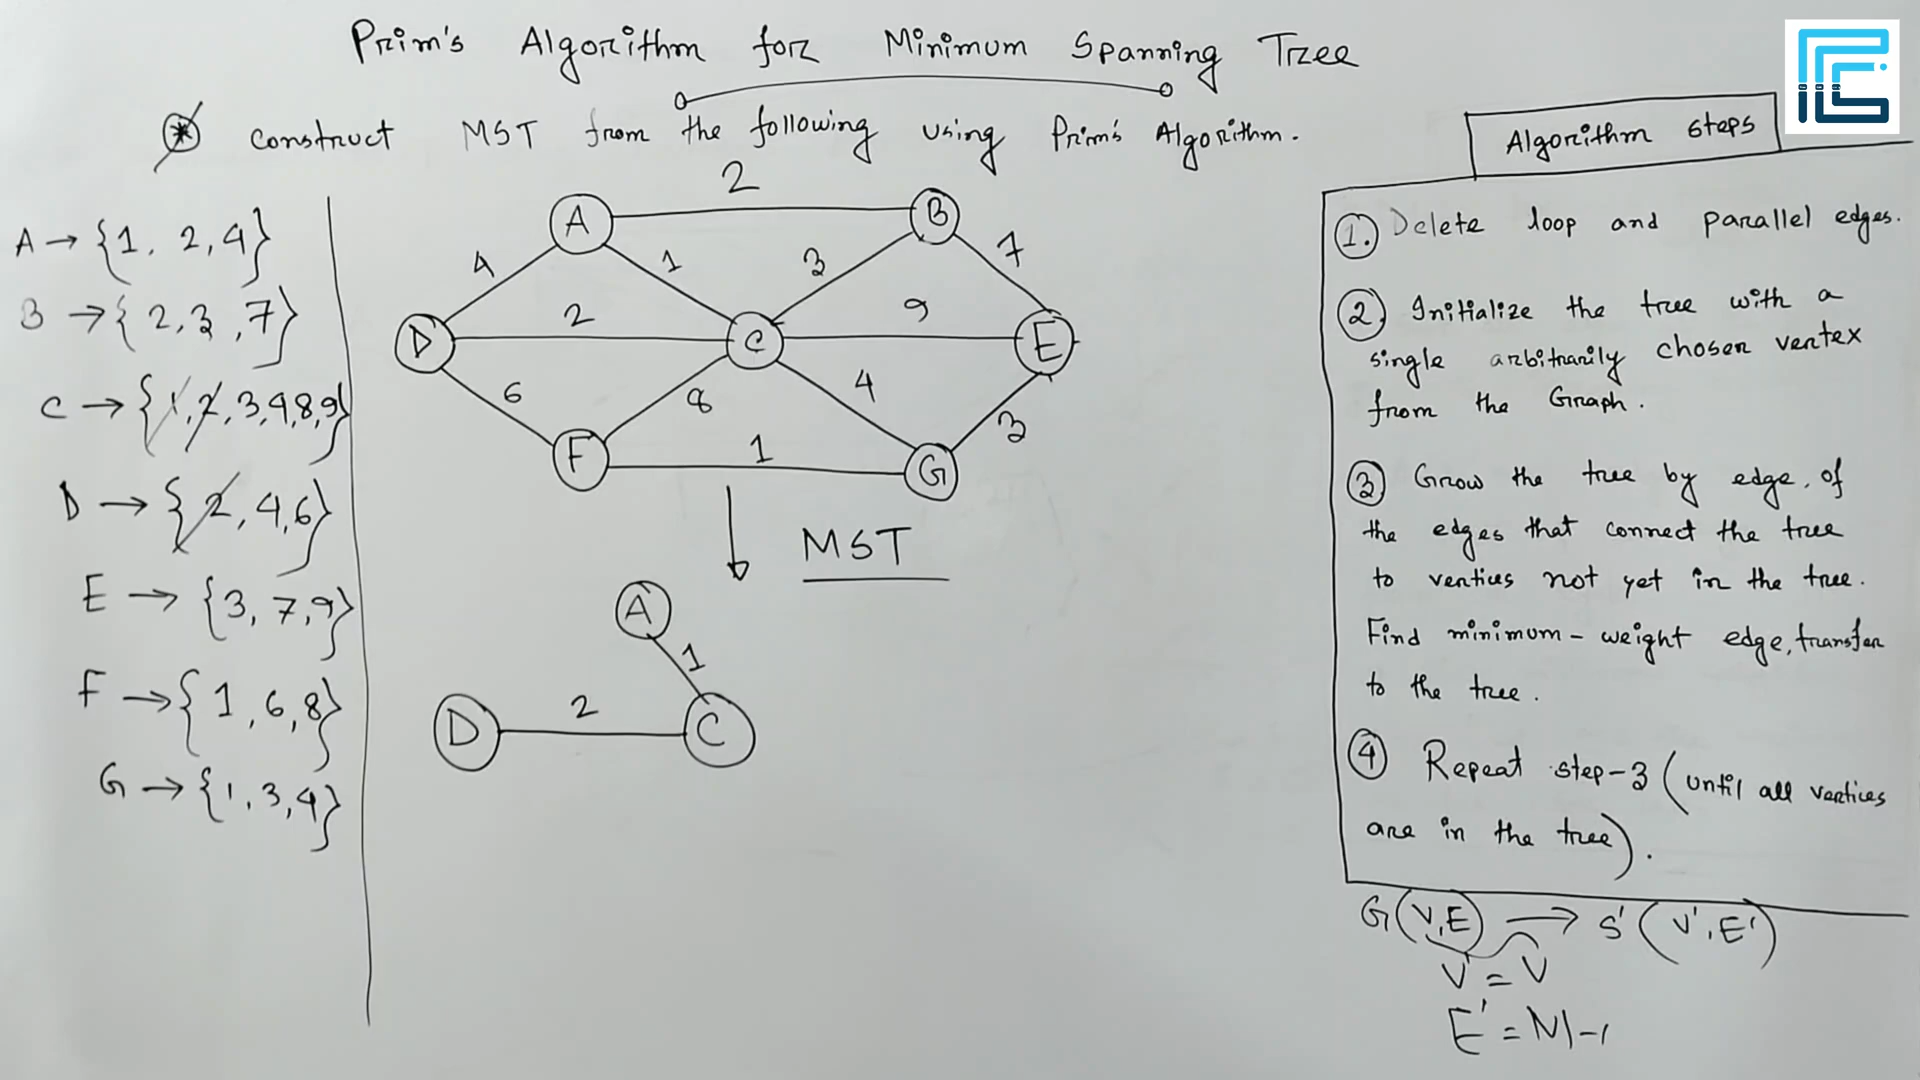 Prim's Algorithm for Minimum Spanning Tree
* Construct MST from the following using Prim's Algorithm.
A → {1, 2, 4}
B → {2, 3, 7}
C → {1, 2, 3, 4, 8, 9}
D → {2, 4, 6}
E → {3, 7, 9}
F → {1, 6, 8}
G → {1, 3, 4}
2
A B
4 1 3 7
2 9
D C E
6 8 4 3
1
F G
MST
A
1
2
D C
Algorithm steps
1. Delete loop and parallel edges.
2. Initialize the tree with a
single arbitrarily chosen vertex
from the Graph.
3 Grow the tree by edge, of
the edges that connect the tree
to vertices not yet in the tree.
Find minimum-weight edge, transfer
to the tree.
4 Repeat step-3 (until all vertices
are in the tree).
G(V,E) → S'(V',E')
V' = V